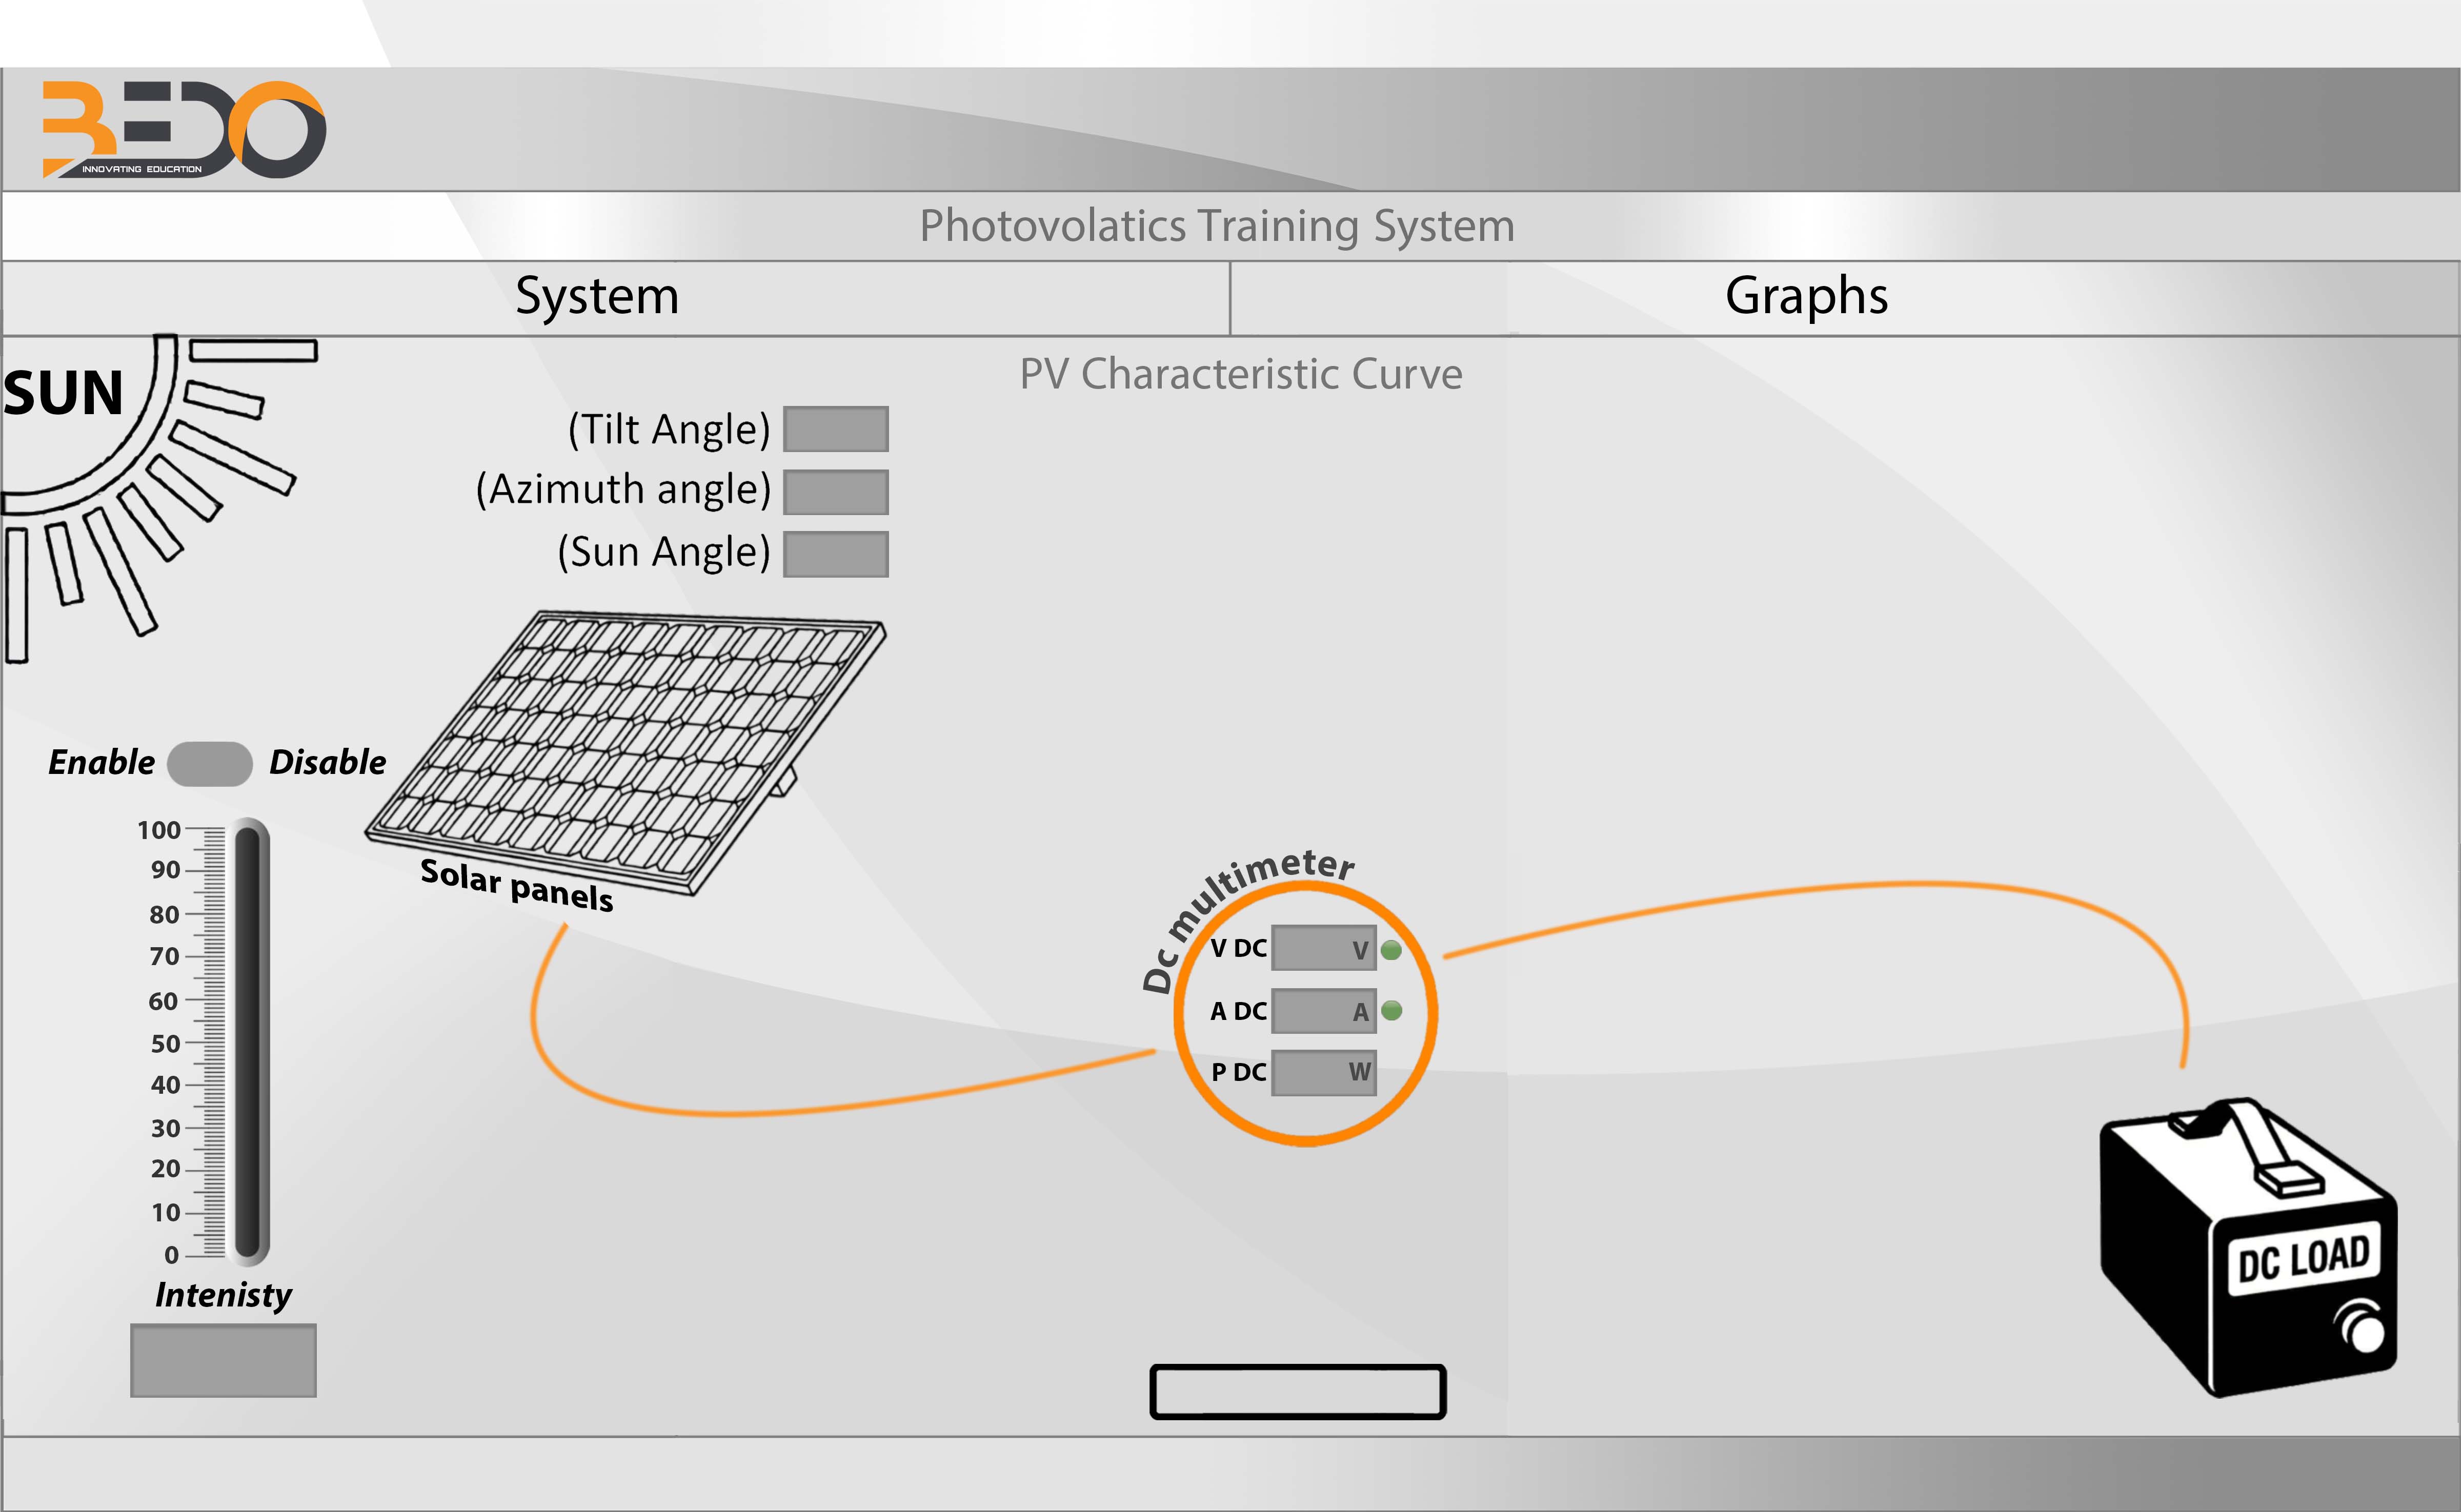 BEDO
INNOVATING EDUCATION
Photovolatics Training System
System
Graphs
SUN
PV Characteristic Curve
(Tilt Angle)
(Azimuth angle)
(Sun Angle)
Enable
Disable
Solar panels
100
90
80
70
60
50
40
30
20
10
0
Intenisty
Dc multimeter
V DC V
A DC A
P DC W
DC LOAD